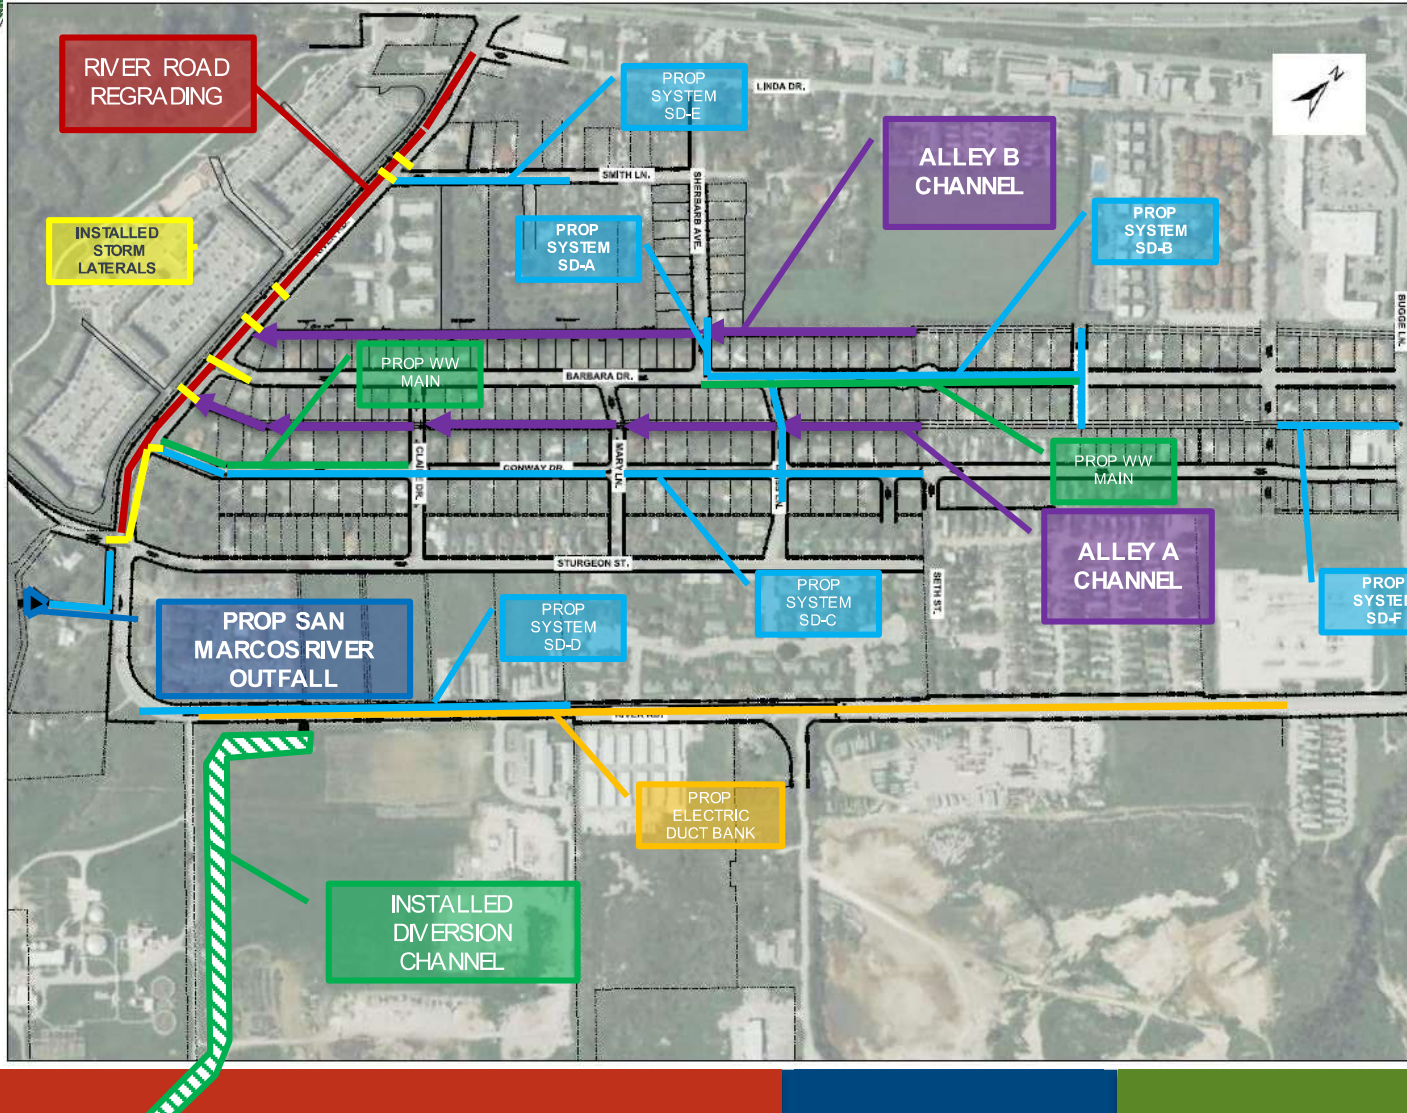 RIVER ROAD
REGRADING
PROP
SYSTEM
SD-E
LINDA DR.
N
ALLEY B
CHANNEL
SMITH LN.
SHERBARB AVE.
INSTALLED
STORM
LATERALS
PROP
SYSTEM
SD-A
PROP
SYSTEM
SD-B
BUGGE LN.
PROP WW
MAIN
BARBARA DR.
CONWAY DR.
MARY LN.
PROP WW
MAIN
ALLEY A
CHANNEL
STURGEON ST.
SETH ST.
PROP
SYSTEM
SD-C
PROP
SYSTEM
SD-D
PROP
SYSTE
SD-F
PROP SAN
MARCOS RIVER
OUTFALL
PROP
ELECTRIC
DUCT BANK
INSTALLED
DIVERSION
CHANNEL